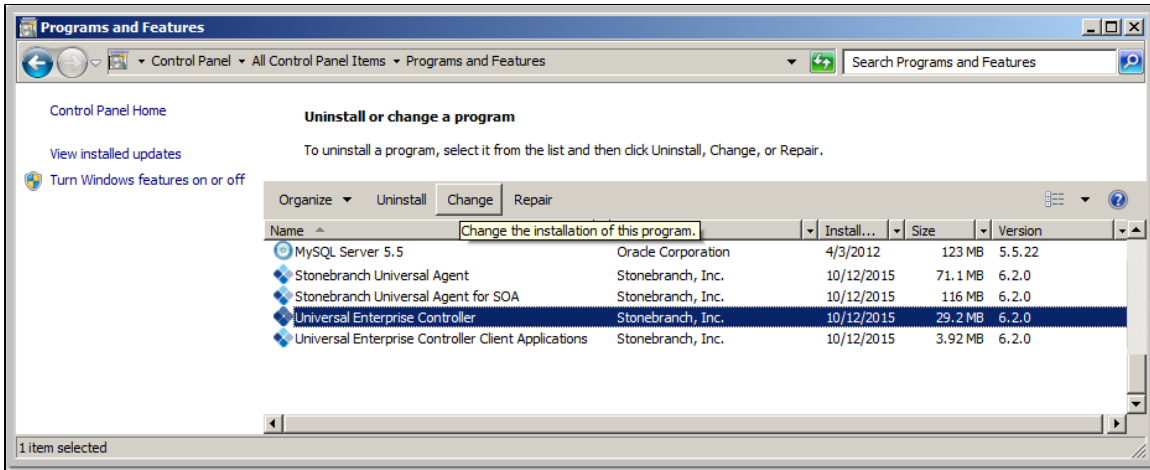 Programs and Features
Control Panel All Control Panel Items Programs and Features Search Programs and Features
Control Panel Home
View installed updates
Turn Windows features on or off
Uninstall or change a program
To uninstall a program, select it from the list and then click Uninstall, Change, or Repair.
Organize Uninstall Change Repair
Name Install... Size Version
Change the installation of this program.
MySQL Server 5.5 Oracle Corporation 4/3/2012 123 MB 5.5.22
Stonebranch Universal Agent Stonebranch, Inc. 10/12/2015 71.1 MB 6.2.0
Stonebranch Universal Agent for SOA Stonebranch, Inc. 10/12/2015 116 MB 6.2.0
Universal Enterprise Controller Stonebranch, Inc. 10/12/2015 29.2 MB 6.2.0
Universal Enterprise Controller Client Applications Stonebranch, Inc. 10/12/2015 3.92 MB 6.2.0
1 item selected